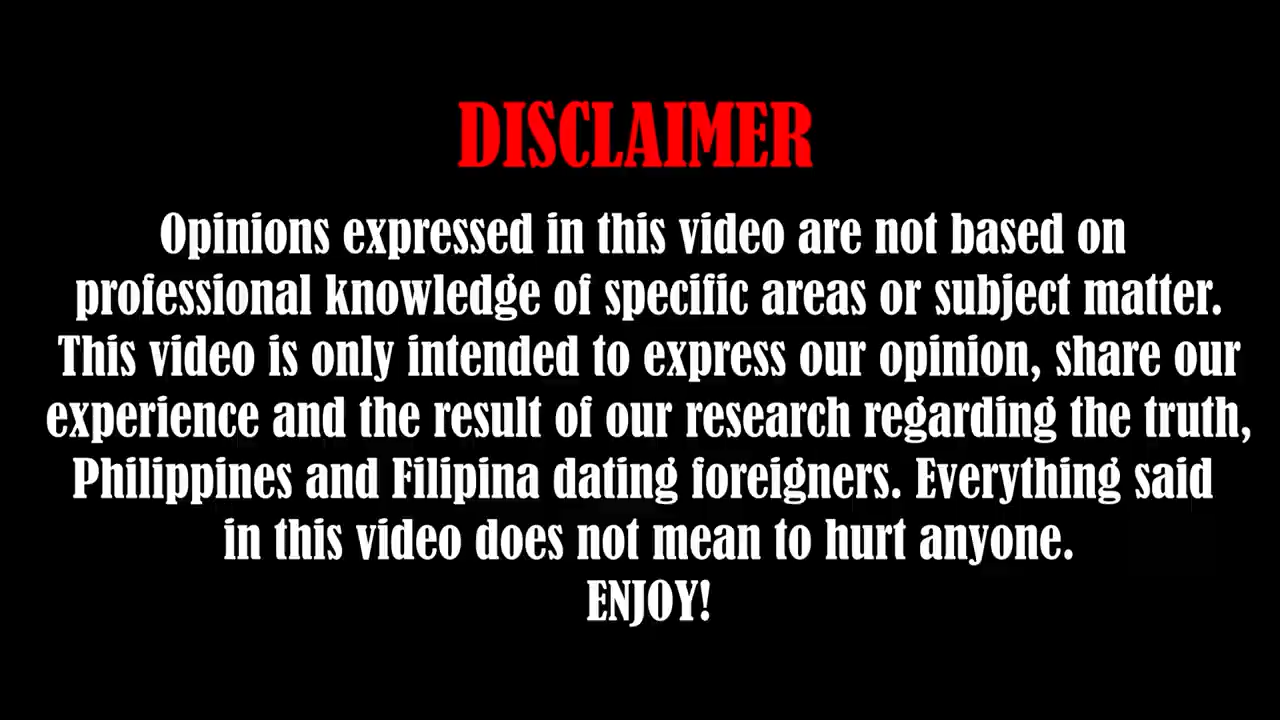 DISCLAIMER
Opinions expressed in this video are not based on
professional knowledge of specific areas or subject matter.
This video is only intended to express our opinion, share our
experience and the result of our research regarding the truth,
Philippines and Filipina dating foreigners. Everything said
in this video does not mean to hurt anyone.
ENJOY!